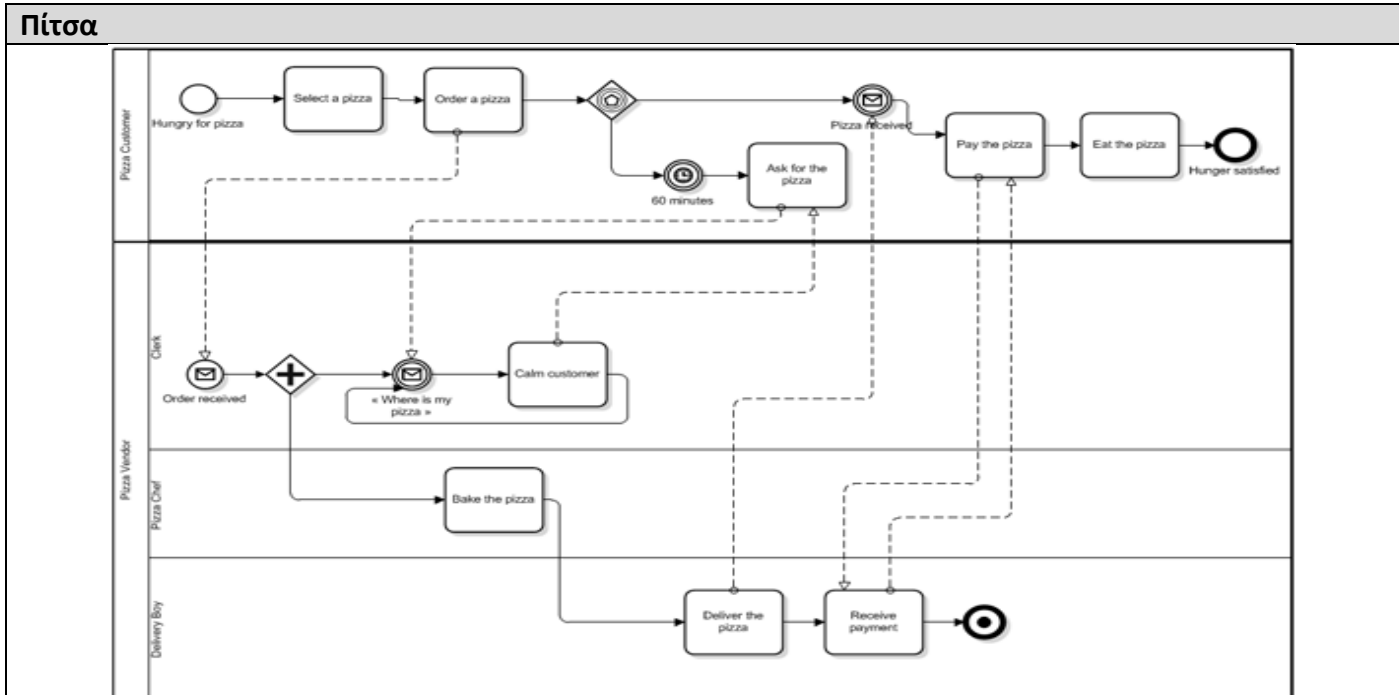 Πίτσα
Pizza Customer
Hungry for pizza
Select a pizza
Order a pizza
60 minutes
Ask for the
pizza
Pizza received
Pay the pizza
Eat the pizza
Hunger satisfied
Pizza Vendor
Clerk
Order received
« Where is my
pizza »
Calm customer
Pizza Chef
Bake the pizza
Delivery Boy
Deliver the
pizza
Receive
payment